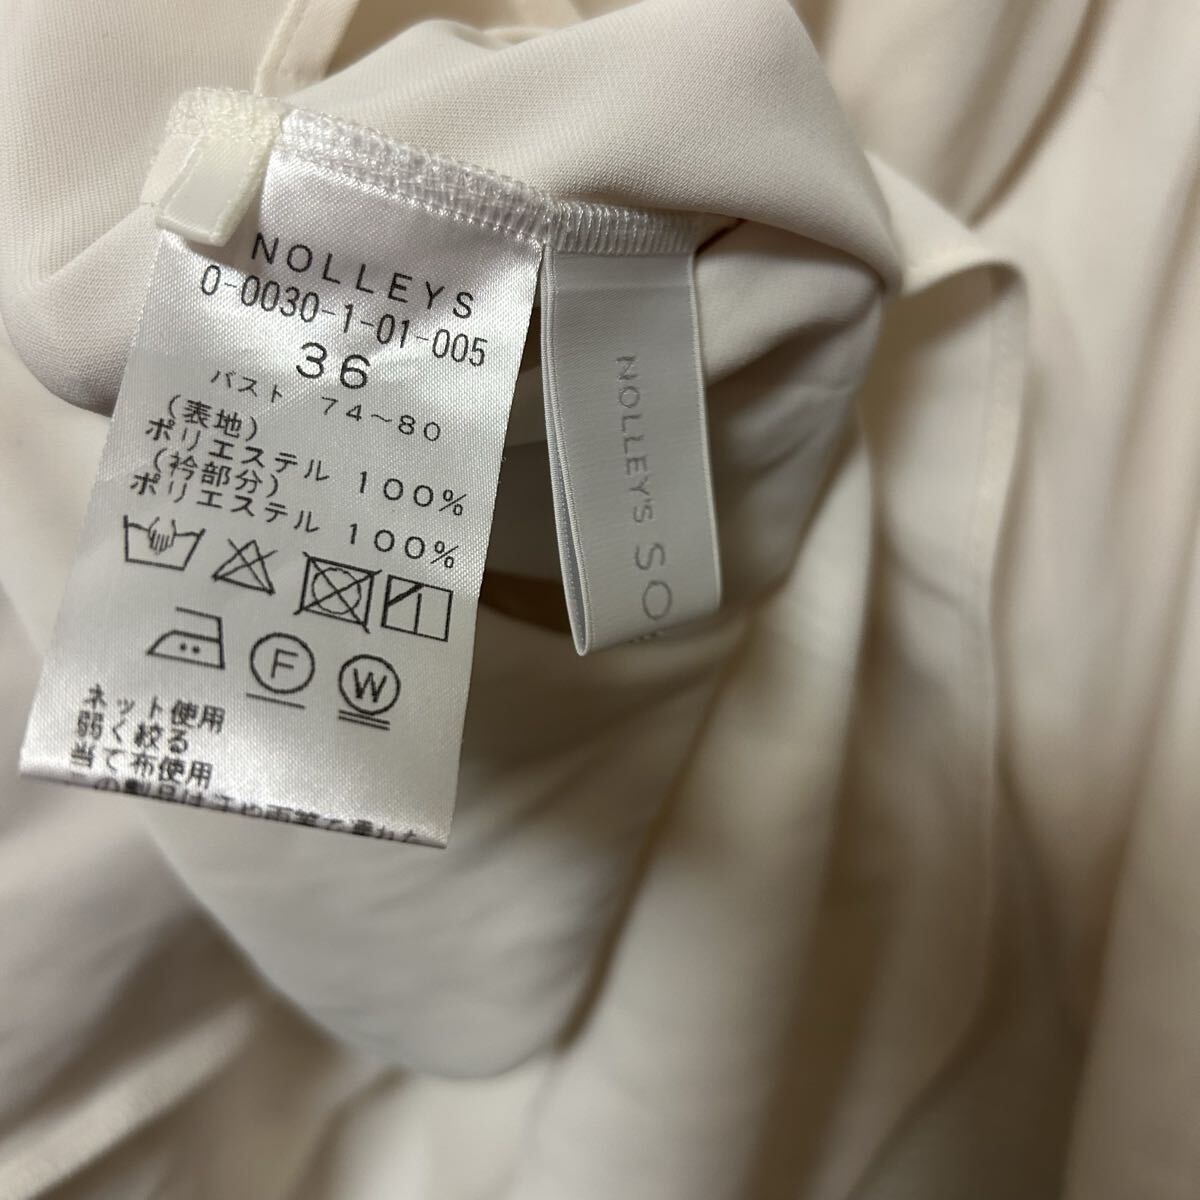 NOLLEYS
0-0030-1-01-005
36
バスト 74~80
(表地)
ポリエステル 100%
(衿部分)
ポリエステル 100%
F
W
ネット使用
弱く絞る
当て布使用
NOLLEY'S SO